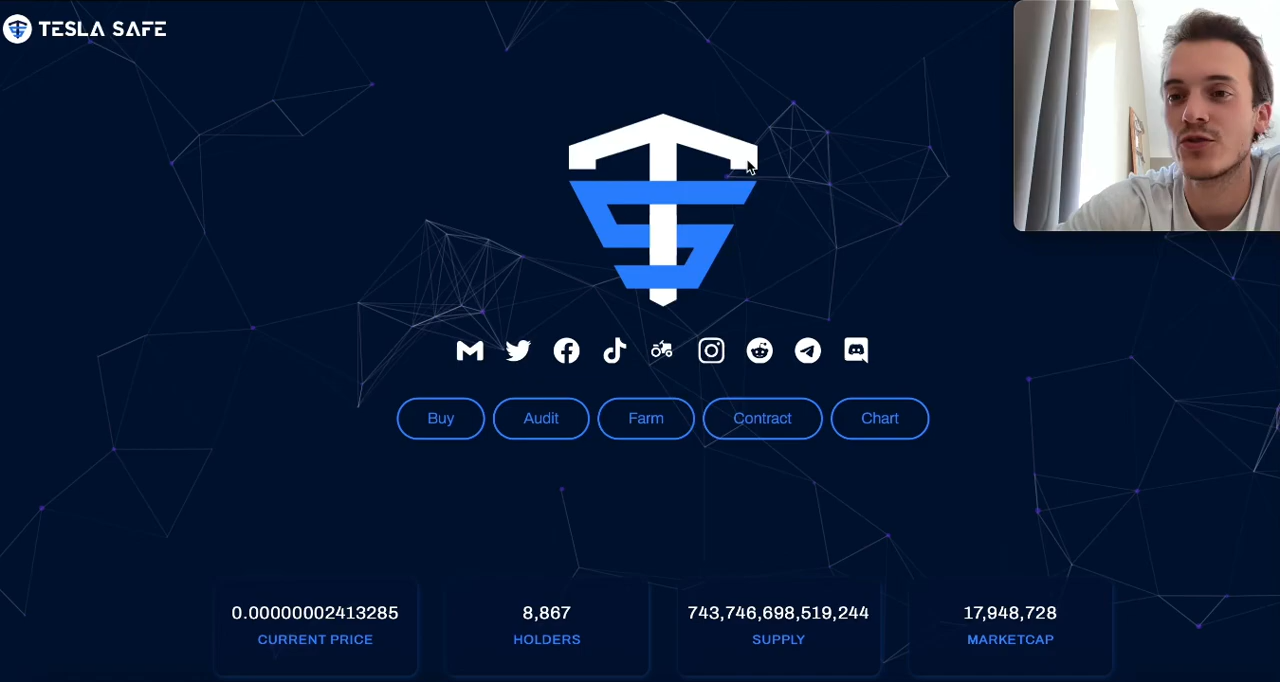 TESLA SAFE
Buy
Audit
Farm
Contract
Chart
0.00000002413285
CURRENT PRICE
8,867
HOLDERS
743,746,698,519,244
SUPPLY
17,948,728
MARKETCAP